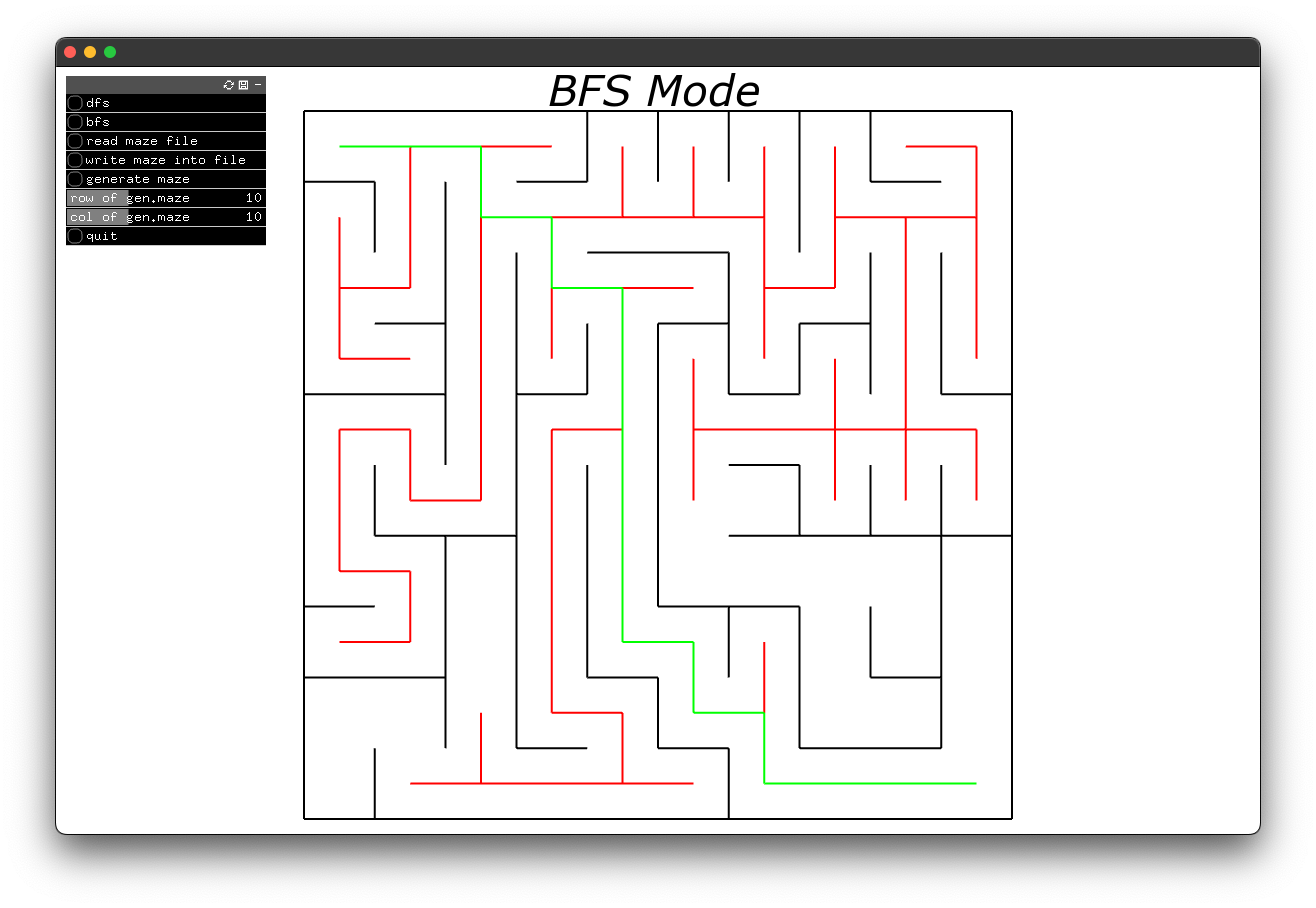 BFS Mode
dfs
bfs
read maze file
write maze into file
generate maze
row of gen.maze 10
col of gen.maze 10
quit